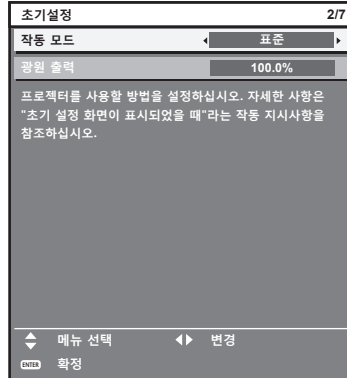 초기설정 2/7
작동 모드 표준
광원 출력 100.0%
프로젝터를 사용할 방법을 설정하십시오. 자세한 사항은
"초기 설정 화면이 표시되었을 때"라는 작동 지시사항을
참조하십시오.
메뉴 선택 변경
ENTER 확정